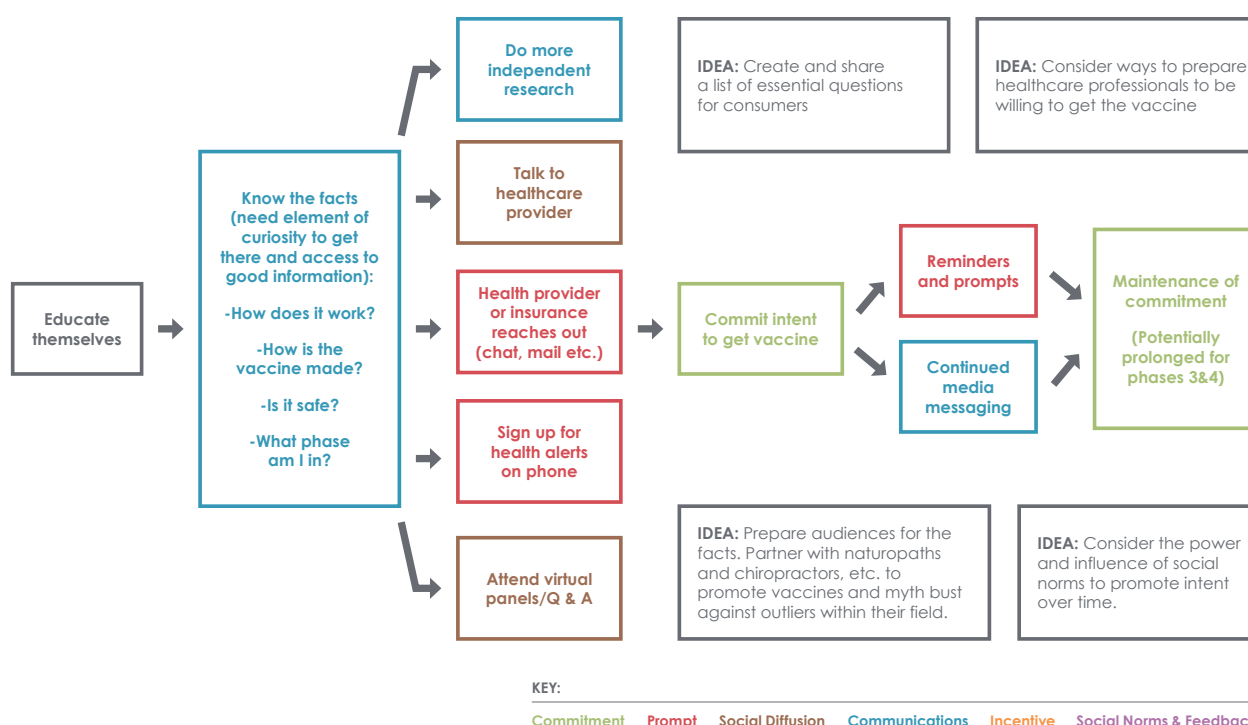 Do more
independent
research
IDEA: Create and share
a list of essential questions
for consumers
IDEA: Consider ways to prepare
healthcare professionals to be
willing to get the vaccine
Talk to
healthcare
provider
Know the facts
(need element of
curiosity to get
there and access to
good information):
-How does it work?
-How is the
vaccine made?
-Is it safe?
-What phase
am I in?
Educate
themselves
Health provider
or insurance
reaches out
(chat, mail etc.)
Commit intent
to get vaccine
Reminders
and prompts
Continued
media
messaging
Maintenance of
commitment
(Potentially
prolonged for
phases 3&4)
Sign up for
health alerts
on phone
Attend virtual
panels/Q & A
IDEA: Prepare audiences for the
facts. Partner with naturopaths
and chiropractors, etc. to
promote vaccines and myth bust
against outliers within their field.
IDEA: Consider the power
and influence of social
norms to promote intent
over time.
KEY:
Commitment Prompt Social Diffusion Communications Incentive Social Norms & Feedbac